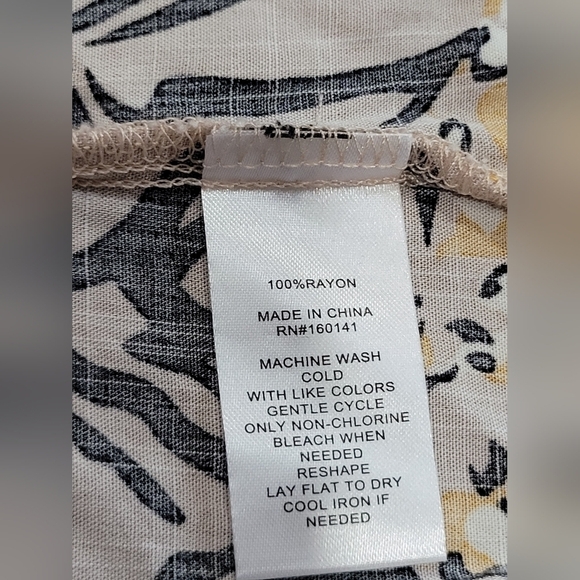 100%RAYON
MADE IN CHINA
RN#160141
MACHINE WASH
COLD
WITH LIKE COLORS
GENTLE CYCLE
ONLY NON-CHLORINE
BLEACH WHEN
NEEDED
RESHAPE
LAY FLAT TO DRY
COOL IRON IF
NEEDED